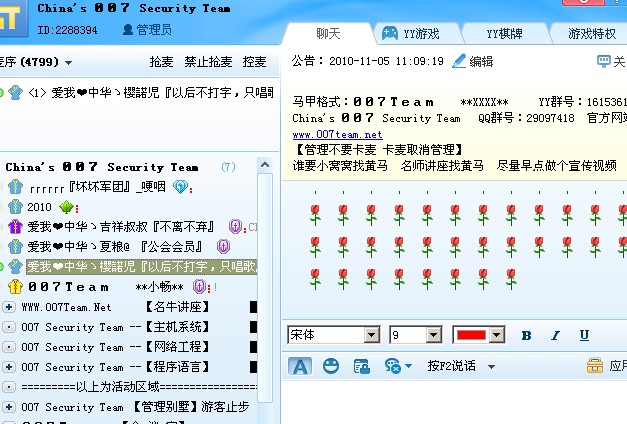 China's 007 Security Team
ID:2288394 管理员
麦序(4799) 抢麦 禁止抢麦 控麦
<1> 爱我❤中华ゝ樱諾児『以后不打字，只唱歌
China's 007 Security Team (7)
rrrrrr『坏坏军团』_哽咽
2010
爱我❤中华ゝ吉祥叔叔『不离不弃』
爱我❤中华ゝ夏粮@ 『公会会员』
爱我❤中华ゝ樱諾児『以后不打字，只唱歌
007Team **小畅**
WWW.007Team.Net 【名牛讲座】
007 Security Team --【主机系统】
007 Security Team --【网络工程】
007 Security Team --【程序语言】
=========以上为活动区域=================
007 Security Team 【管理别墅】游客止步
聊天 YY游戏 YY棋牌 游戏特权
公告: 2010-11-05 11:09:19 编辑 关
马甲格式：007Team **XXXX** YY群号：1615361
China's 007 Security Team QQ群号：29097418 官方网站
www.007team.net
【管理不要卡麦 卡麦取消管理】
谁要小窝窝找黄马 名师讲座找黄马 尽量早点做个宣传视频
宋体 9 B I U
A 按F2说话 应用